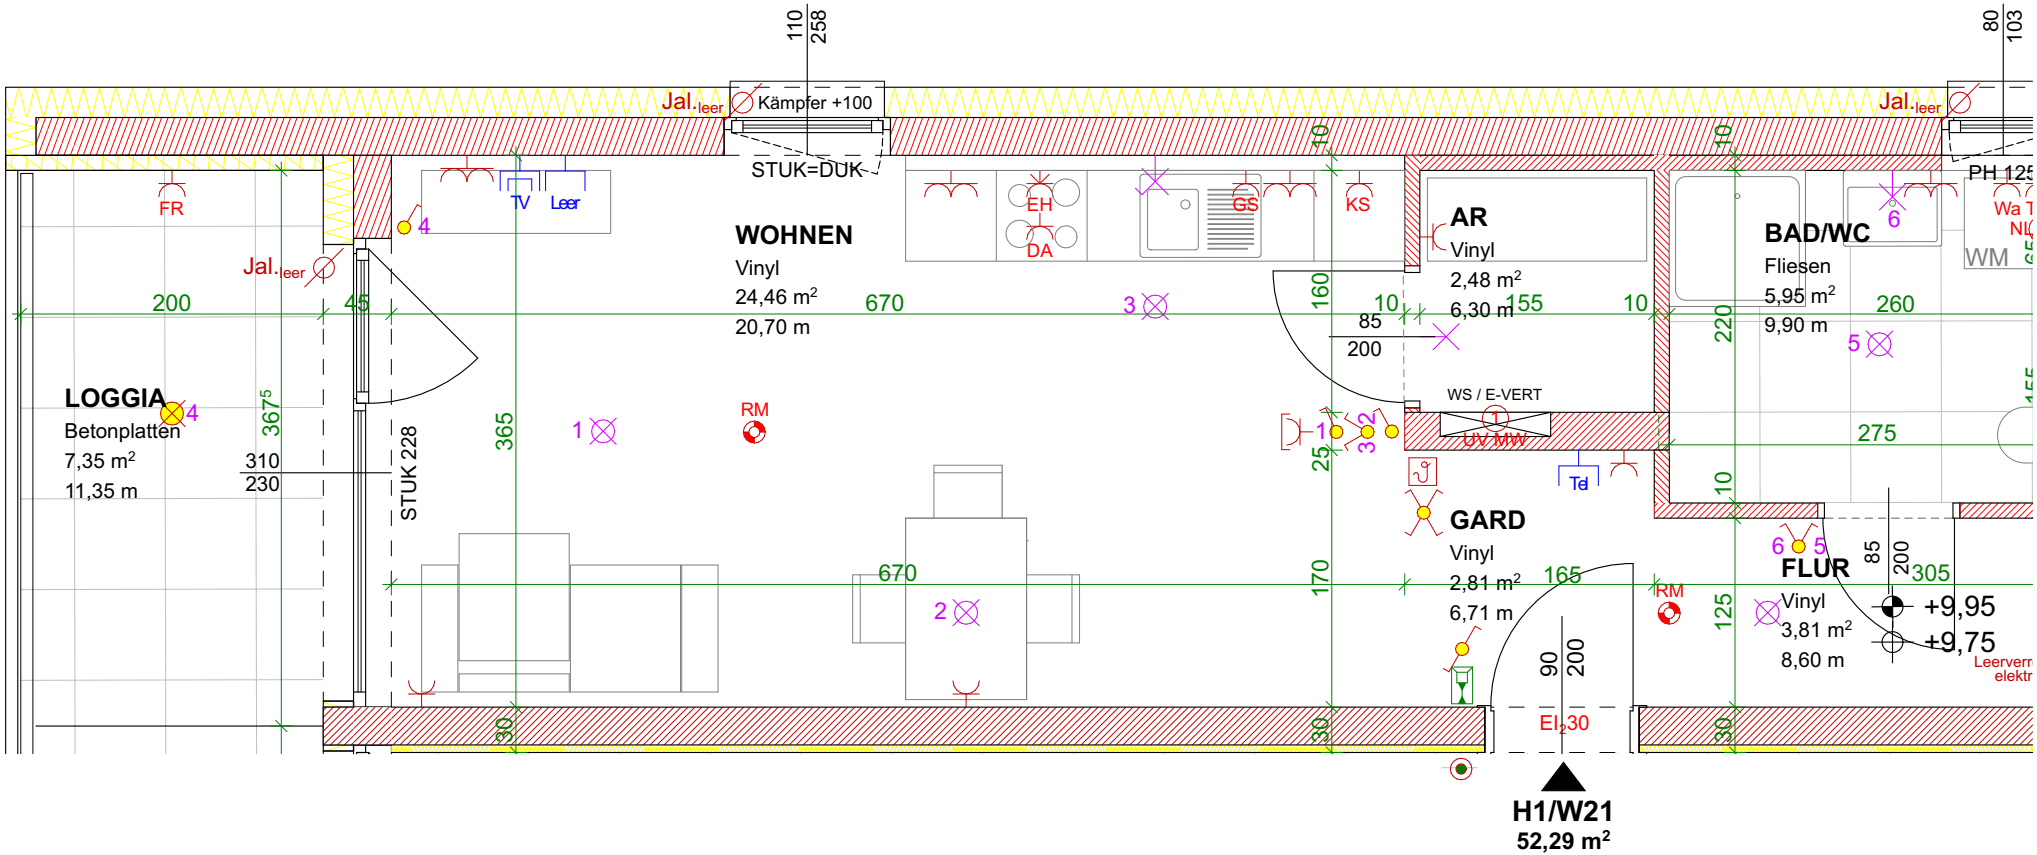 110
258
80
103
Jal.leer
Kämpfer +100
Jal.leer
STUK=DUK
PH 125
FR
TV
Leer
EH
DA
GS
KS
4
6
Jal.leer
WOHNEN
Vinyl
24,46 m²
20,70 m
AR
Vinyl
2,48 m²
6,30 m
BAD/WC
Fliesen
5,95 m²
9,90 m
WM
10
10
200
45
670
3
160
10
155
10
220
260
65
155
85
200
5
LOGGIA
Betonplatten
7,35 m²
11,35 m
4
367⁵
310
230
STUK 228
365
1
RM
1
3
2
25
WS / E-VERT
1
UV MW
275
10
Tel
GARD
Vinyl
2,81 m²
6,71 m
6
5
85
200
FLUR
Vinyl
3,81 m²
8,60 m
670
170
165
125
305
RM
+9,95
+9,75
2
90
200
30
30
30
EI₂30
H1/W21
52,29 m²